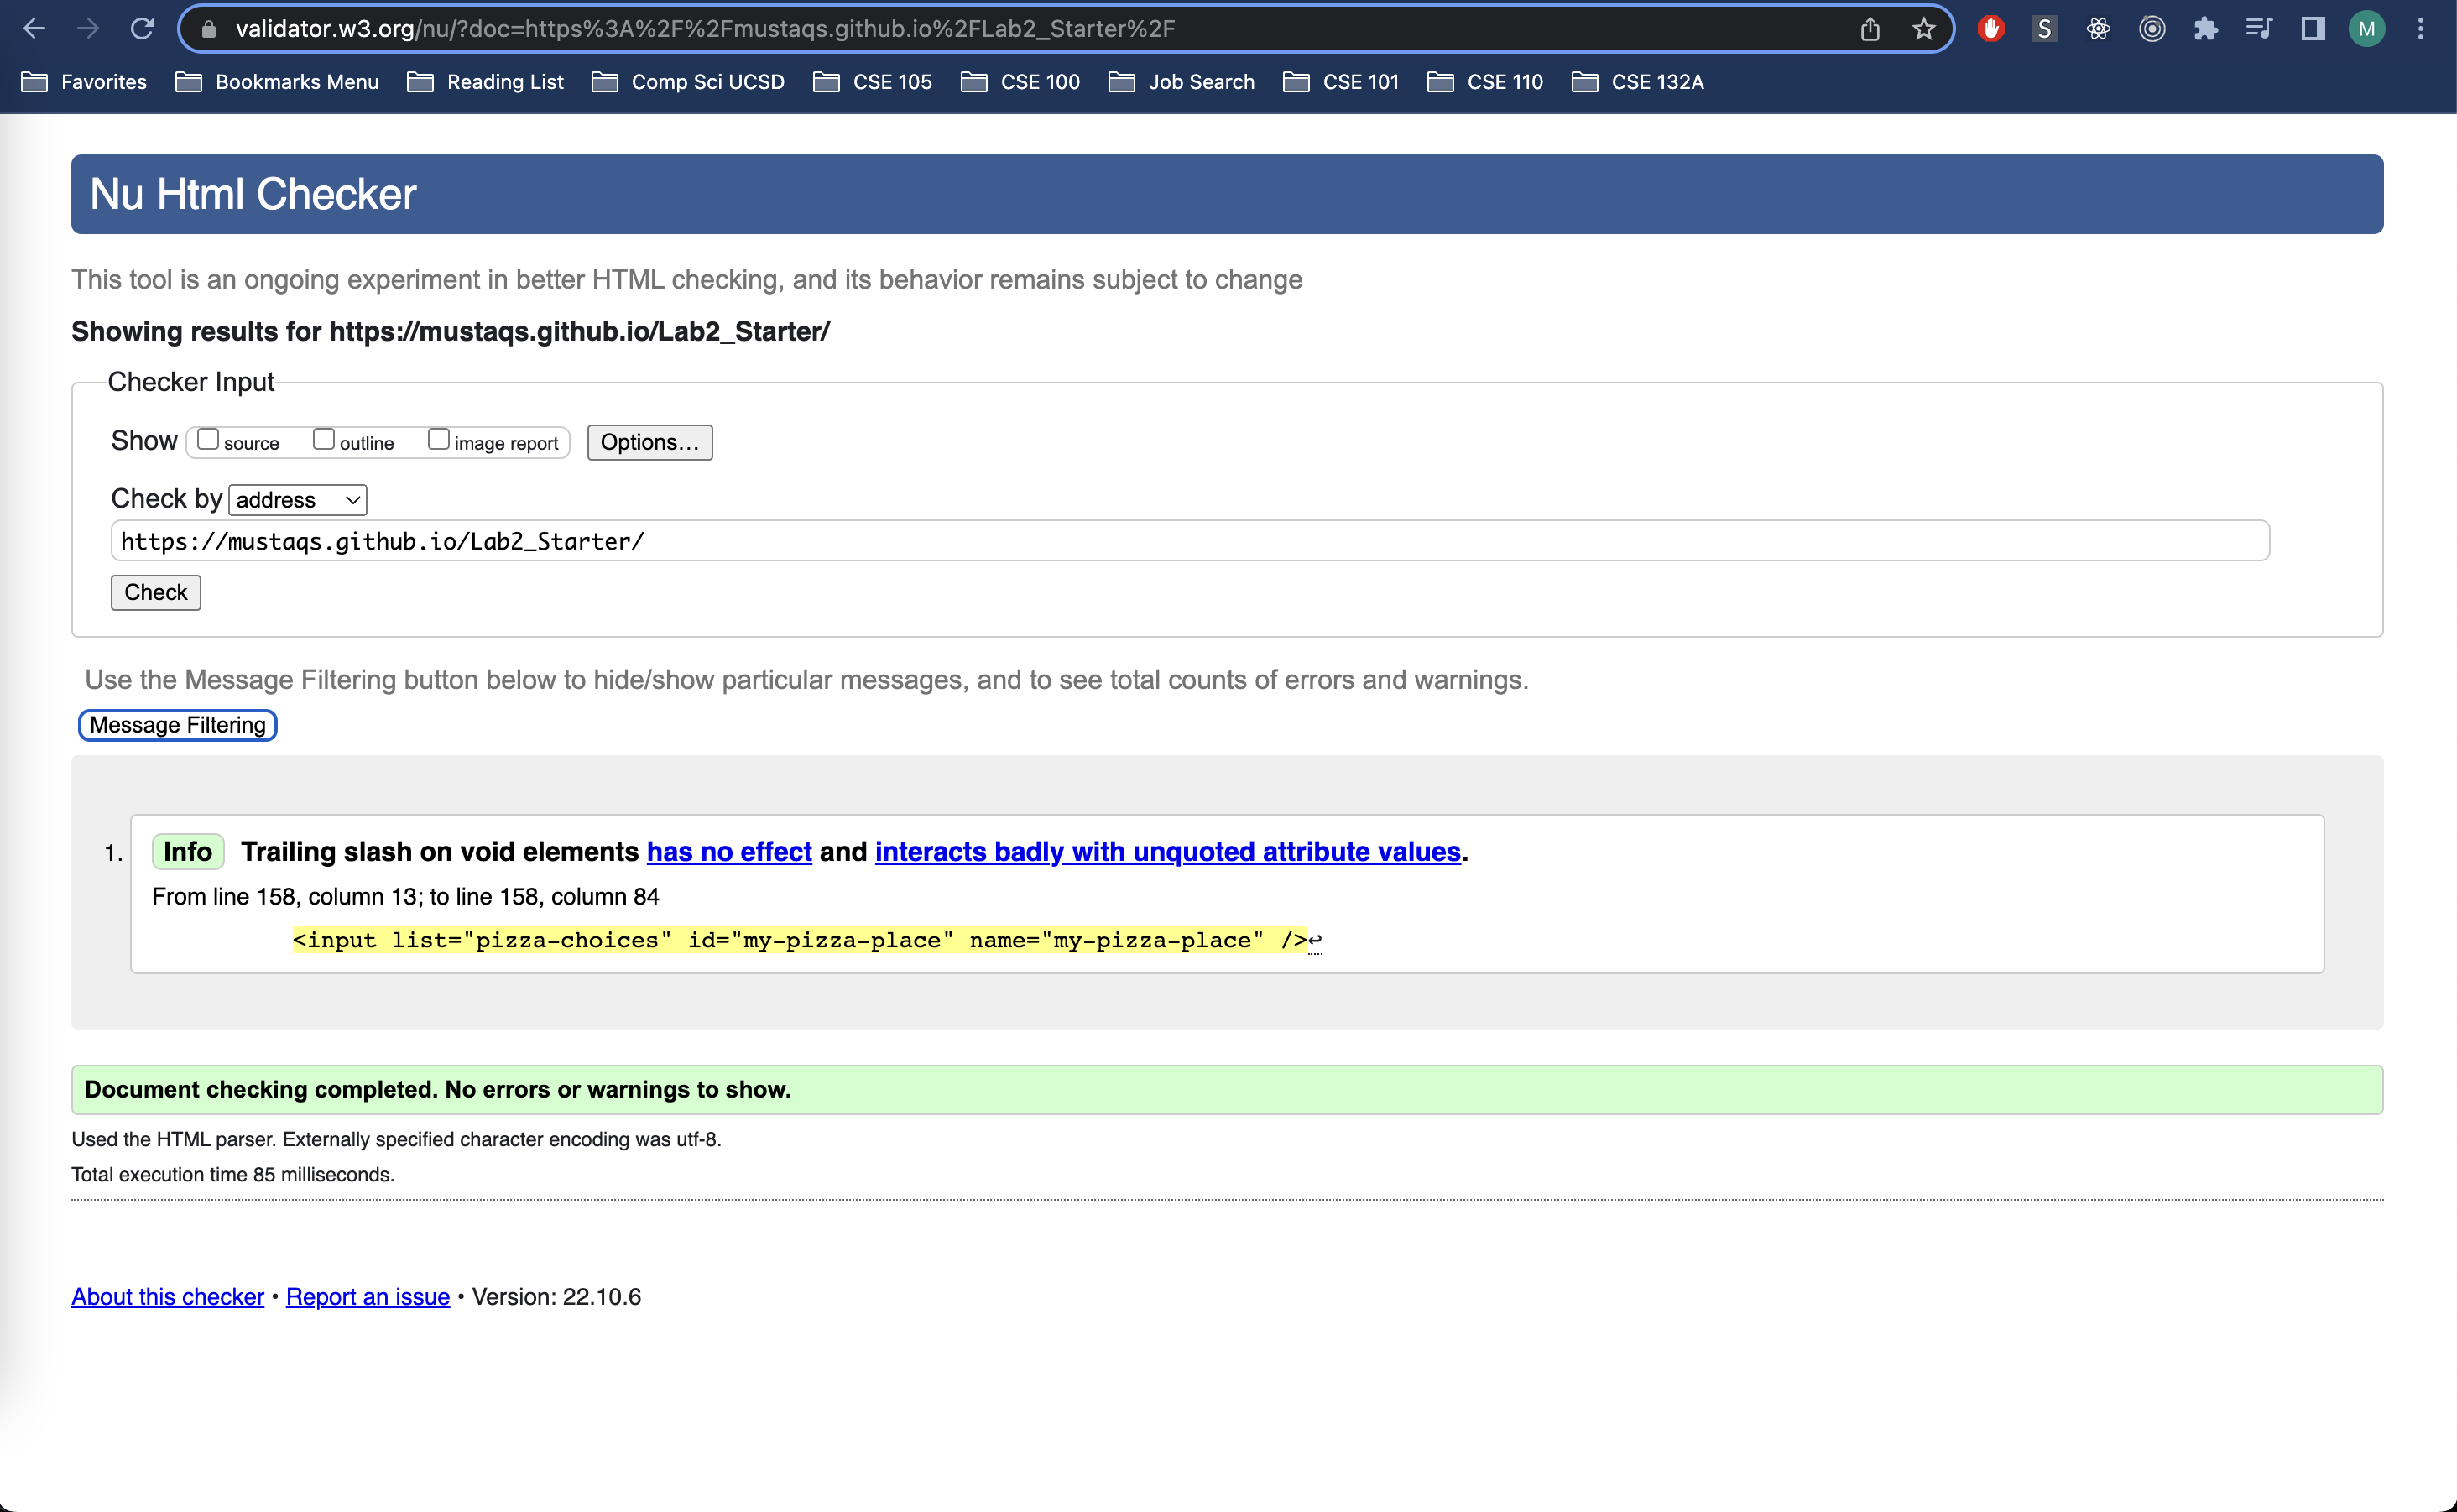 validator.w3.org/nu/?doc=https%3A%2F%2Fmustaqs.github.io%2FLab2_Starter%2F
S
M
Favorites Bookmarks Menu Reading List Comp Sci UCSD CSE 105 CSE 100 Job Search CSE 101 CSE 110 CSE 132A
Nu Html Checker
This tool is an ongoing experiment in better HTML checking, and its behavior remains subject to change
Showing results for https://mustaqs.github.io/Lab2_Starter/
Checker Input
Show source outline image report Options...
Check by address
https://mustaqs.github.io/Lab2_Starter/
Check
Use the Message Filtering button below to hide/show particular messages, and to see total counts of errors and warnings.
Message Filtering
1. Info Trailing slash on void elements has no effect and interacts badly with unquoted attribute values.
From line 158, column 13; to line 158, column 84
<input list="pizza-choices" id="my-pizza-place" name="my-pizza-place" />↩
Document checking completed. No errors or warnings to show.
Used the HTML parser. Externally specified character encoding was utf-8.
Total execution time 85 milliseconds.
About this checker • Report an issue • Version: 22.10.6